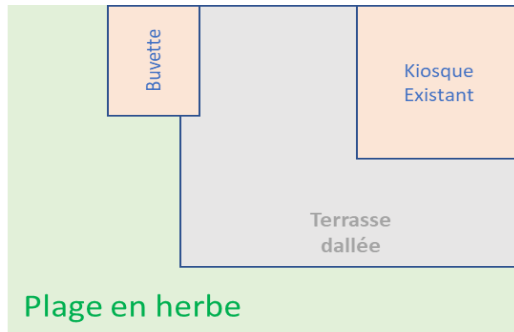 Buvette
Kiosque
Existant
Terrasse
dallée
Plage en herbe